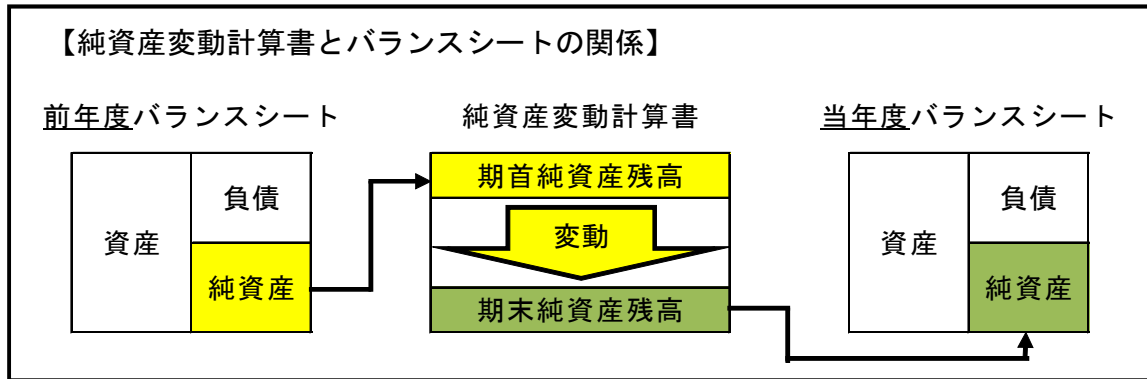 【純資産変動計算書とバランスシートの関係】
前年度バランスシート
純資産変動計算書
当年度バランスシート
資産
負債
純資産
期首純資産残高
変動
期末純資産残高
資産
負債
純資産